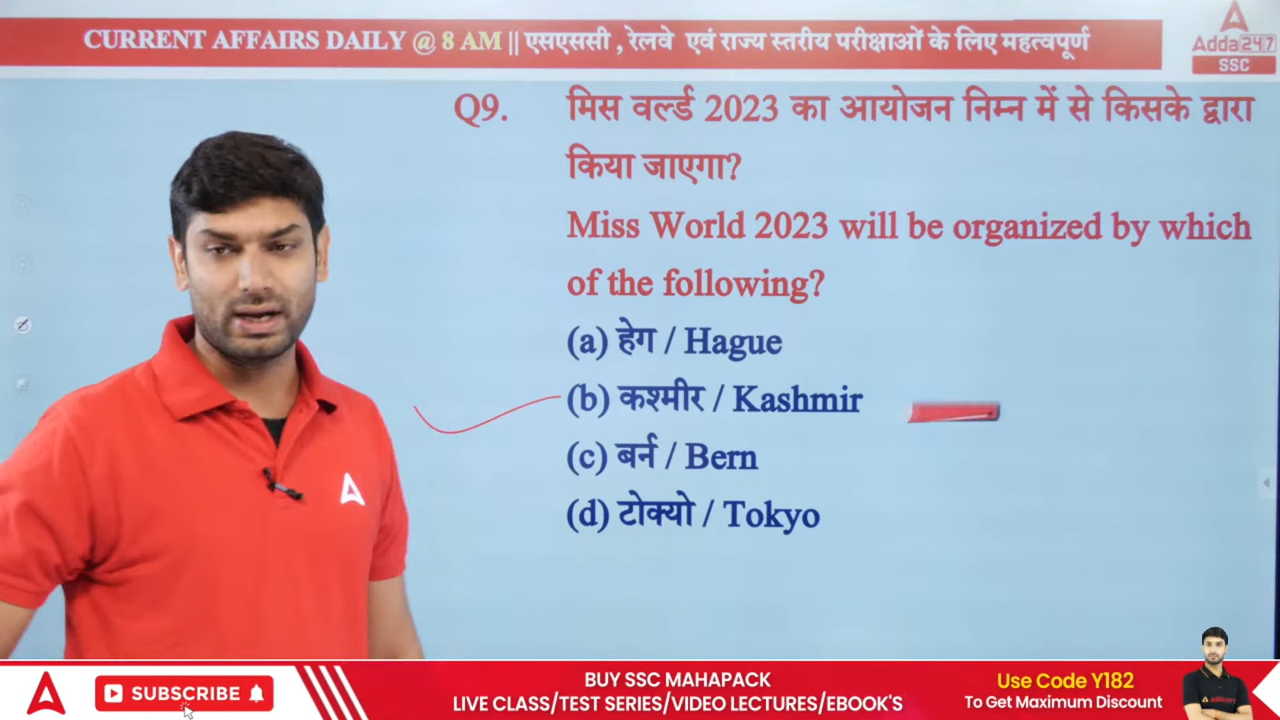 CURRENT AFFAIRS DAILY @ 8 AM || एसएससी , रेलवे एवं राज्य स्तरीय परीक्षाओं के लिए महत्वपूर्ण
Adda 247
SSC
Q9. मिस वर्ल्ड 2023 का आयोजन निम्न में से किसके द्वारा
किया जाएगा?
Miss World 2023 will be organized by which
of the following?
(a) हेग / Hague
(b) कश्मीर / Kashmir
(c) बर्न / Bern
(d) टोक्यो / Tokyo
SUBSCRIBE
BUY SSC MAHAPACK
LIVE CLASS/TEST SERIES/VIDEO LECTURES/EBOOK'S
Use Code Y182
To Get Maximum Discount